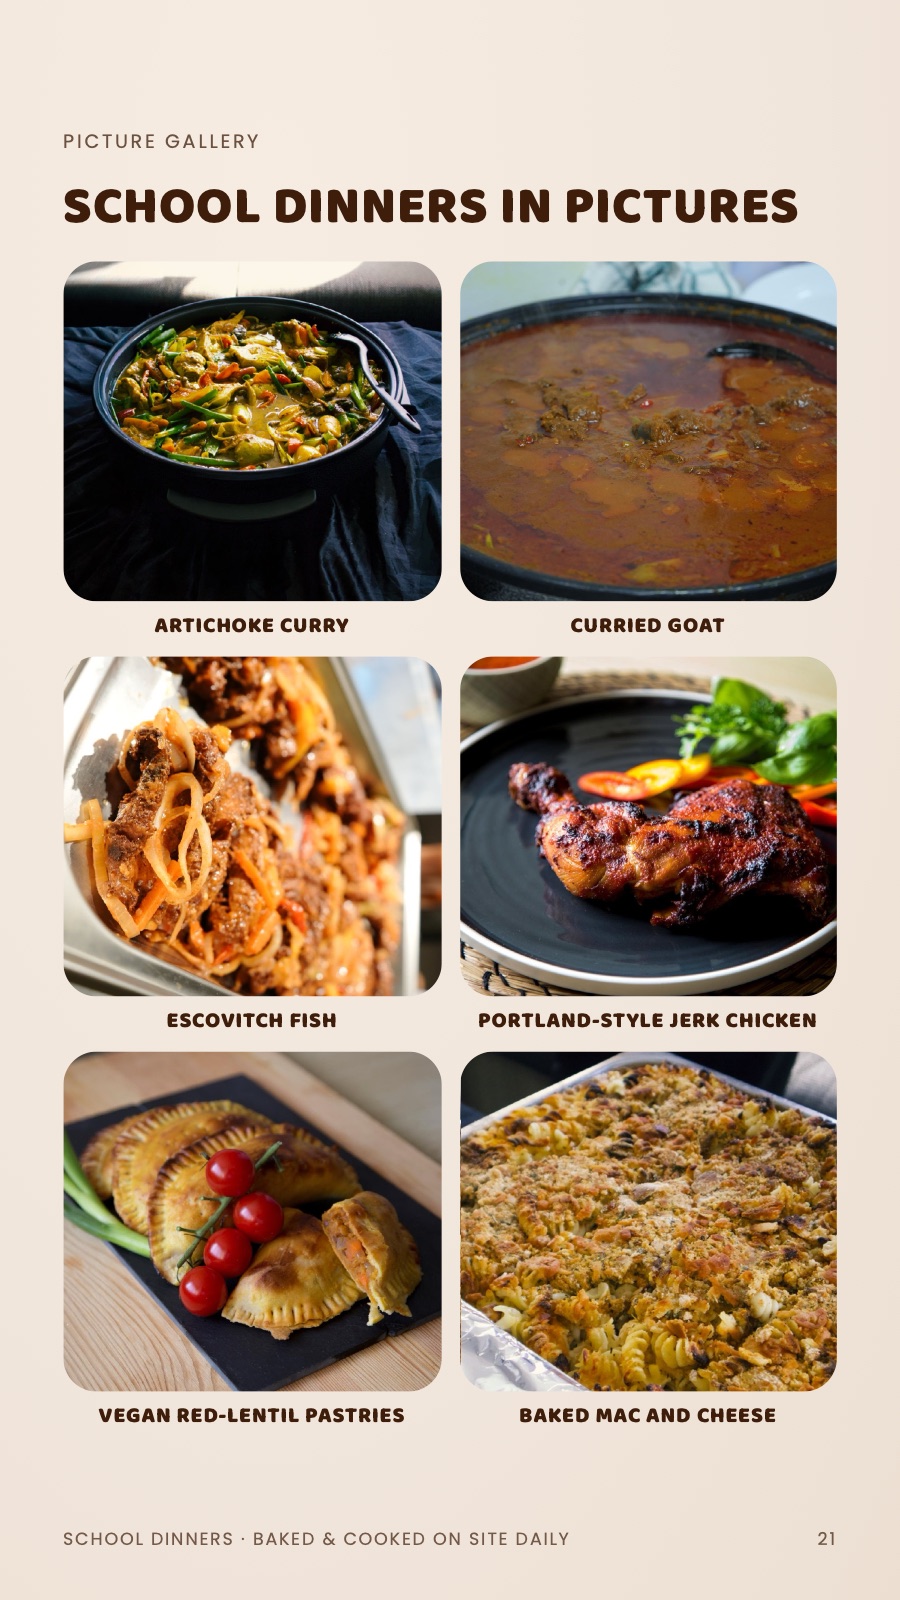 PICTURE GALLERY
SCHOOL DINNERS IN PICTURES
ARTICHOKE CURRY
CURRIED GOAT
ESCOVITCH FISH
PORTLAND-STYLE JERK CHICKEN
VEGAN RED-LENTIL PASTRIES
BAKED MAC AND CHEESE
SCHOOL DINNERS · BAKED & COOKED ON SITE DAILY
21